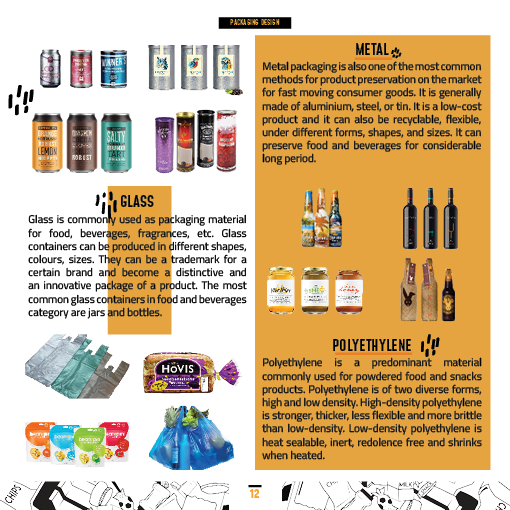 PACKAGING DESIGN
WINNER'S
LEMON
ROBUST
SALTY
METAL
Metal packaging is also one of the most common
methods for product preservation on the market
for fast moving consumer goods. It is generally
made of aluminium, steel, or tin. It is a low-cost
product and it can also be recyclable, flexible,
under different forms, shapes, and sizes. It can
preserve food and beverages for considerable
long period.
GLASS
Glass is commonly used as packaging material
for food, beverages, fragrances, etc. Glass
containers can be produced in different shapes,
colours, sizes. They can be a trademark for a
certain brand and become a distinctive and
an innovative package of a product. The most
common glass containers in food and beverages
category are jars and bottles.
HOVIS
POLYETHYLENE
Polyethylene is a predominant material
commonly used for powdered food and snacks
products. Polyethylene is of two diverse forms,
high and low density. High-density polyethylene
is stronger, thicker, less flexible and more brittle
than low-density. Low-density polyethylene is
heat sealable, inert, redolence free and shrinks
when heated.
CHIPS
12
MILK